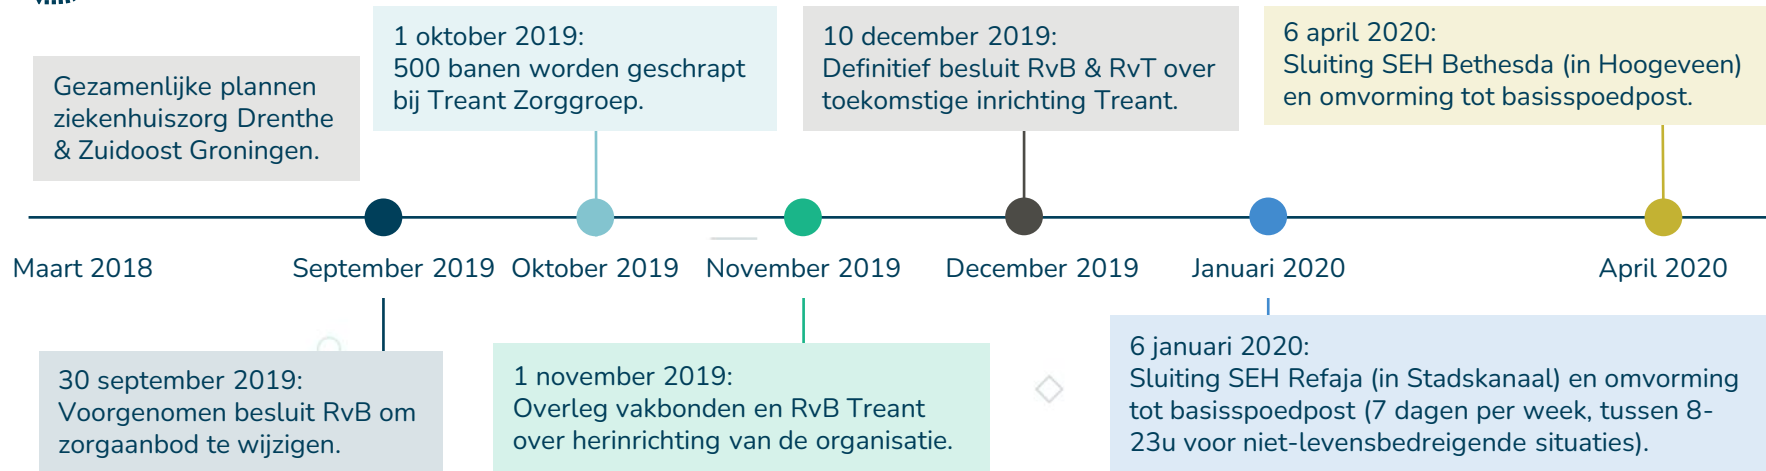 Gezamenlijke plannen
ziekenhuiszorg Drenthe
& Zuidoost Groningen.
1 oktober 2019:
500 banen worden geschrapt
bij Treant Zorggroep.
10 december 2019:
Definitief besluit RvB & RvT over
toekomstige inrichting Treant.
6 april 2020:
Sluiting SEH Bethesda (in Hoogeveen)
en omvorming tot basisspoedpost.
Maart 2018
September 2019
Oktober 2019
November 2019
December 2019
Januari 2020
April 2020
30 september 2019:
Voorgenomen besluit RvB om
zorgaanbod te wijzigen.
1 november 2019:
Overleg vakbonden en RvB Treant
over herinrichting van de organisatie.
6 januari 2020:
Sluiting SEH Refaja (in Stadskanaal) en omvorming
tot basisspoedpost (7 dagen per week, tussen 8-
23u voor niet-levensbedreigende situaties).